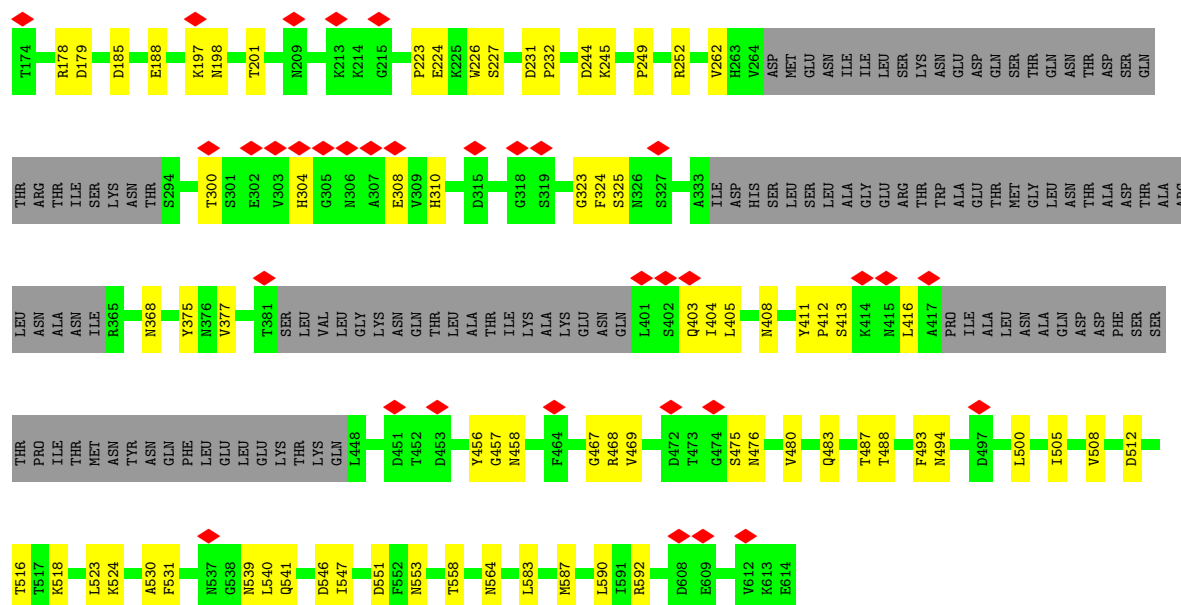 T174 R178 D179 D185 E188 K197 N198 T201 N209 K213 K214 G215 P223 E224 K225 W226 S227 D231 P232 D244 K245 P249 R252 V262 H263 V264 ASP MET GLU ASN ILE ILE LEU SER LYS ASN GLU ASP GLN SER THR GLN ASN THR ASP SER GLN
THR ARG THR ILE SER LYS ASN THR S294 T300 S301 E302 V303 H304 G305 N306 A307 E308 V309 H310 D315 G318 S319 G323 F324 S325 N326 S327 A333 ILE ASP HIS SER LEU SER LEU ALA GLY GLU ARG THR TRP ALA GLU THR MET GLY LEU ASN THR ALA ASP THR ALA ARG
LEU ASN ALA ASN ILE R365 N368 Y375 N376 V377 T381 SER LEU VAL LEU GLY LYS ASN GLN THR LEU ALA THR ILE LYS ALA LYS GLU ASN GLN L401 S402 Q403 I404 L405 N408 Y411 P412 S413 K414 N415 L416 A417 PRO ILE ALA LEU ASN ALA GLN ASP ASP PHE SER SER
THR PRO ILE THR MET ASN TYR ASN GLN PHE LEU GLU LEU GLU LYS THR LYS GLN L448 D451 T452 D453 Y456 G457 N458 F464 G467 R468 V469 D472 T473 G474 S475 N476 V480 Q483 T487 T488 F493 N494 D497 L500 I505 V508 D512
T516 T517 K518 L523 K524 A530 F531 N537 G538 N539 L540 Q541 D546 I547 D551 F552 N553 T558 N564 L583 M587 L590 I591 R592 D608 E609 V612 K613 E614